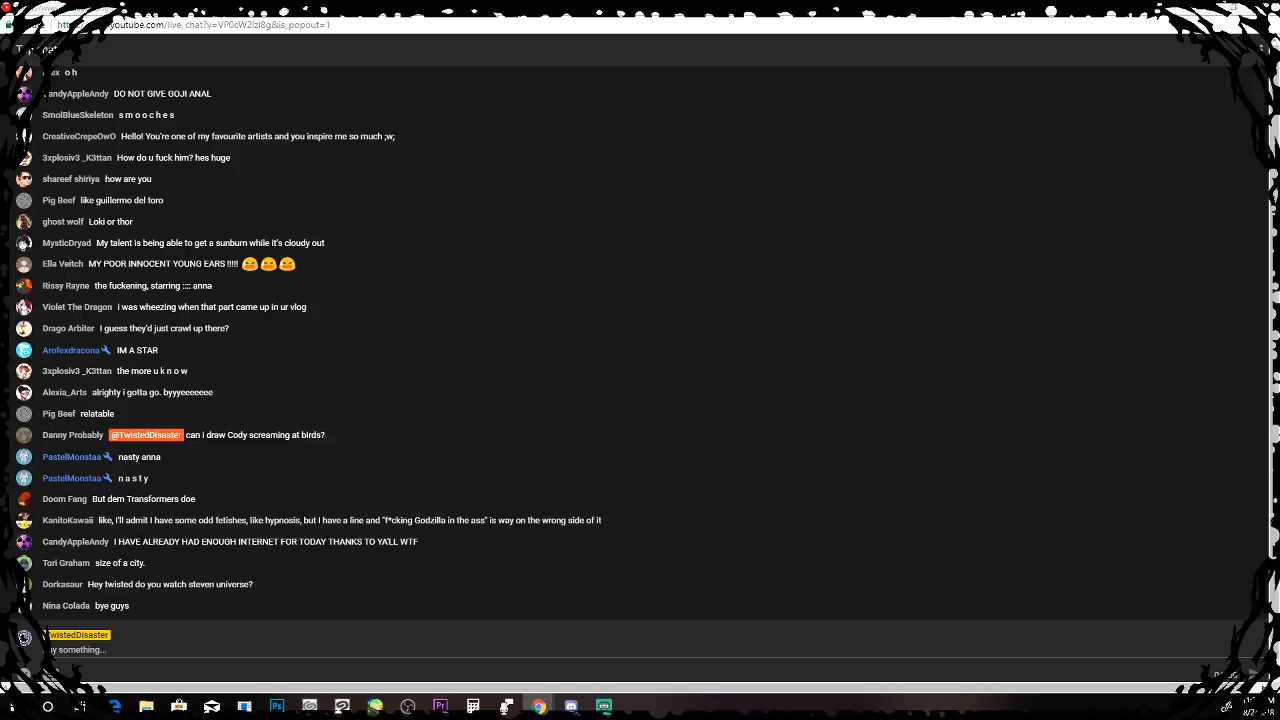 youtube.com/live_chat?v=VP0cW2IzI8g&is_popout=1
o h
CandyAppleAndy DO NOT GIVE GOJI ANAL
SmolBlueSkeleton s m o o c h e s
CreativeCrepeOwO Hello! You're one of my favourite artists and you inspire me so much ;w;
3xplosiv3 _K3ttan How do u fuck him? hes huge
shareef shiriya how are you
Pig Beef like guillermo del toro
ghost wolf Loki or thor
MysticDryad My talent is being able to get a sunburn while it's cloudy out
Ella Veitch MY POOR INNOCENT YOUNG EARS !!!!! 😆😆😆
Rissy Rayne the fuckening, starring :::: anna
Violet The Dragon i was wheezing when that part came up in ur vlog
Drago Arbiter I guess they'd just crawl up there?
Arofexdracona IM A STAR
3xplosiv3 _K3ttan the more u k n o w
Alexia_Arts alrighty i gotta go. byyyeeeeeee
Pig Beef relatable
Danny Probably @TwistedDisaster can i draw Cody screaming at birds?
PastelMonstaa nasty anna
PastelMonstaa n a s t y
Doom Fang But dem Transformers doe
KanitoKawaii like, I'll admit I have some odd fetishes, like hypnosis, but I have a line and "f*cking Godzilla in the ass" is way on the wrong side of it
CandyAppleAndy I HAVE ALREADY HAD ENOUGH INTERNET FOR TODAY THANKS TO YA'LL WTF
Tori Graham size of a city.
Dorkasaur Hey twisted do you watch steven universe?
Nina Colada bye guys
TwistedDisaster
something...